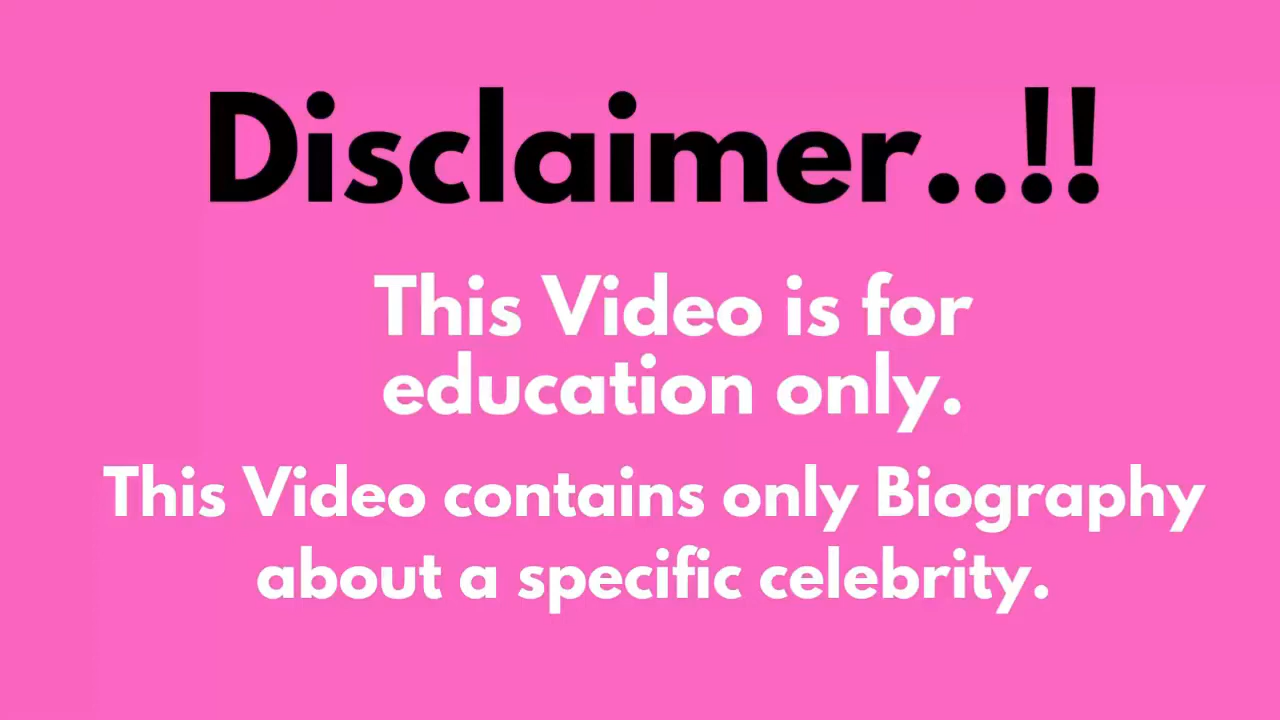 Disclaimer..!!
This Video is for
education only.
This Video contains only Biography
about a specific celebrity.